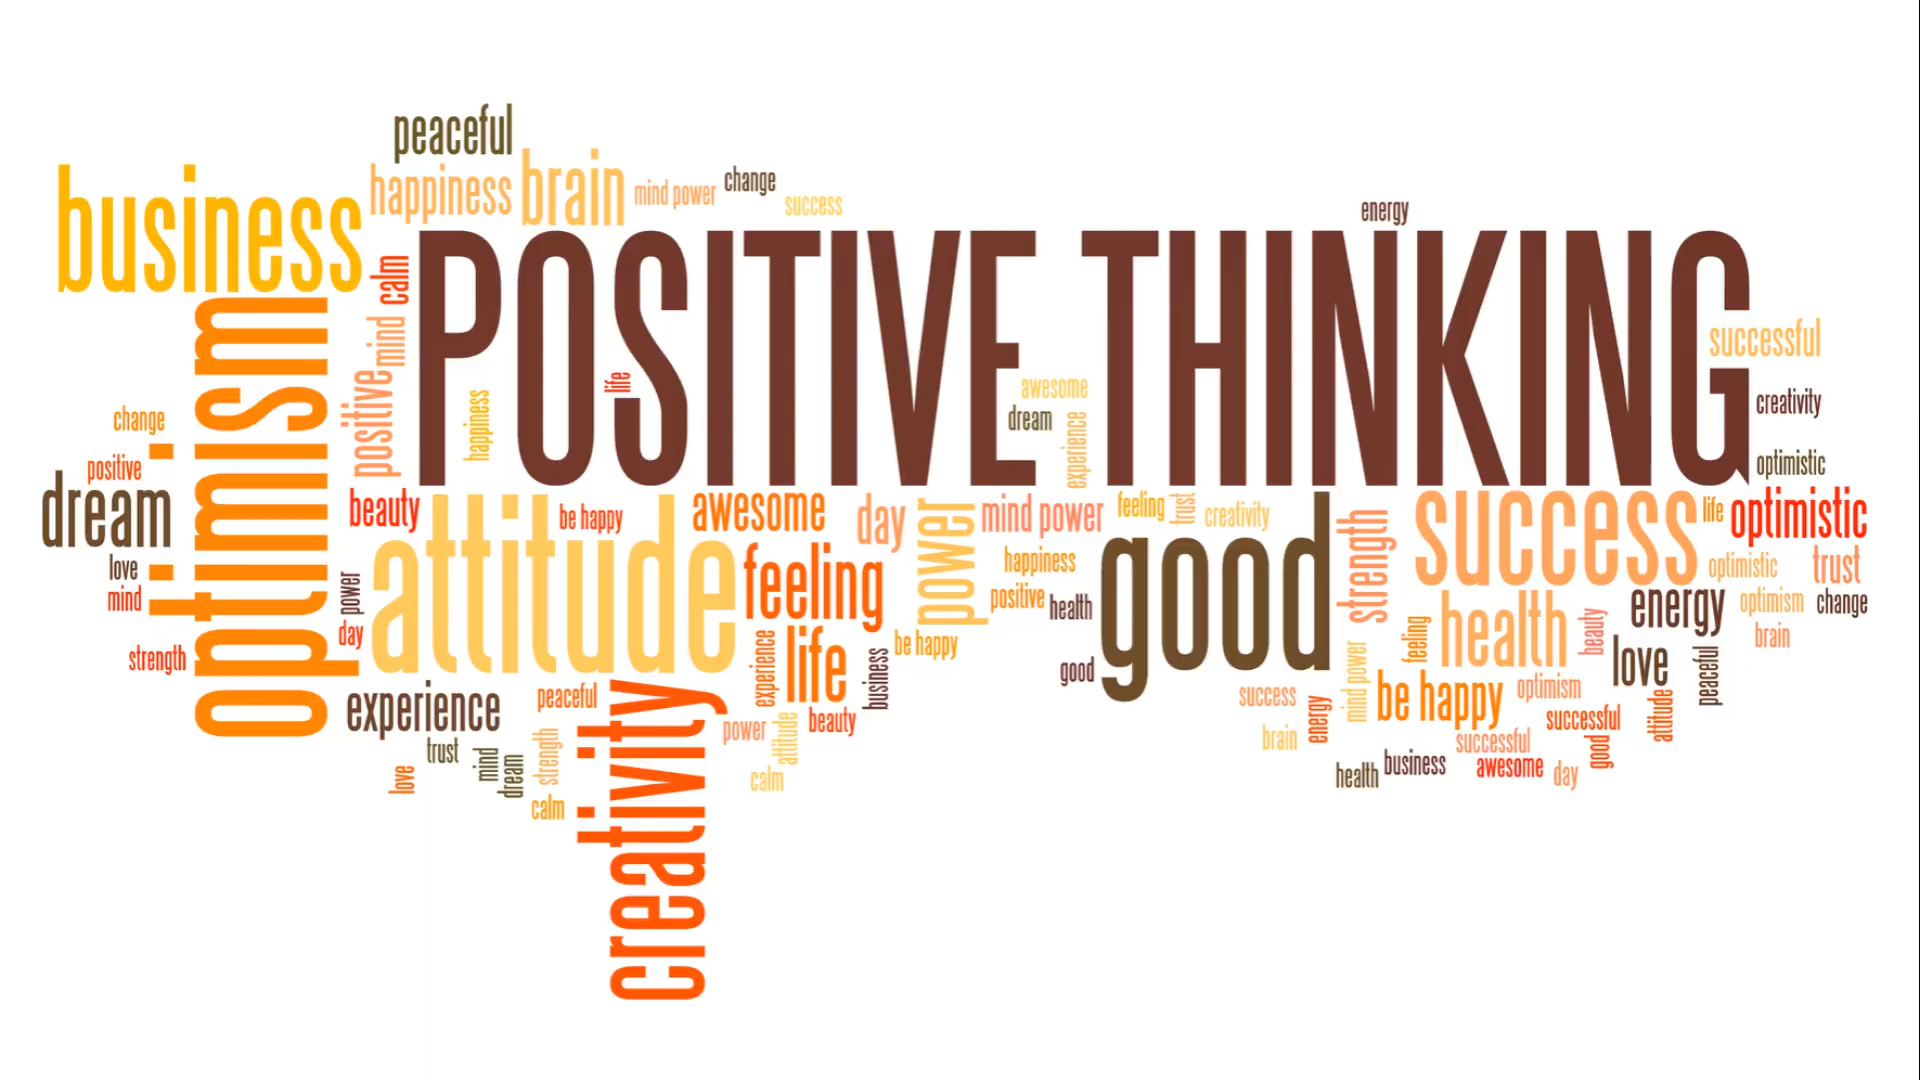 peaceful
business
happiness
brain
mind power
change
success
energy
POSITIVE THINKING
calm
optimism
mind
positive
happiness
life
awesome
dream
experience
successful
creativity
optimistic
change
positive
dream
love
mind
strength
beauty
attitude
be happy
awesome
day
power
mind power
feeling
trust
creativity
good
strength
success
life
optimistic
power
day
feeling
happiness
positive
health
optimistic
trust
health
beauty
energy
optimism
change
brain
experience
life
business
be happy
good
feeling
love
peaceful
experience
peaceful
creativity
power
attitude
beauty
calm
success
energy
brain
mind power
be happy
optimism
successful
attitude
trust
love
mind
dream
strength
calm
successful
good
health
business
awesome
day